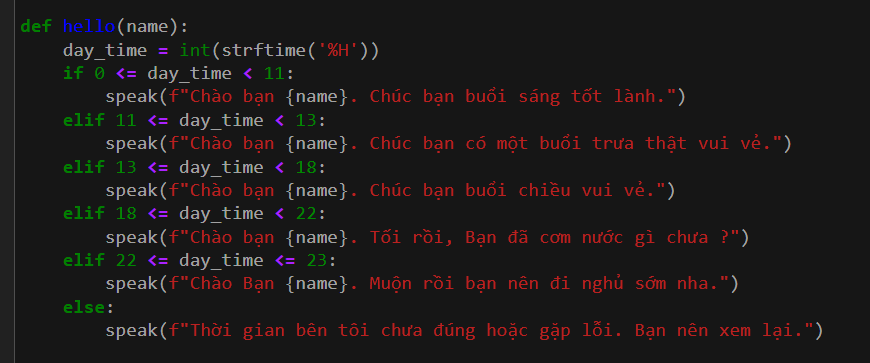 def hello(name):
    day_time = int(strftime('%H'))
    if 0 <= day_time < 11:
        speak(f"Chào bạn {name}. Chúc bạn buổi sáng tốt lành.")
    elif 11 <= day_time < 13:
        speak(f"Chào bạn {name}. Chúc bạn có một buổi trưa thật vui vẻ.")
    elif 13 <= day_time < 18:
        speak(f"Chào bạn {name}. Chúc bạn buổi chiều vui vẻ.")
    elif 18 <= day_time < 22:
        speak(f"Chào bạn {name}. Tối rồi, Bạn đã cơm nước gì chưa ?")
    elif 22 <= day_time <= 23:
        speak(f"Chào Bạn {name}. Muộn rồi bạn nên đi nghủ sớm nha.")
    else:
        speak(f"Thời gian bên tôi chưa đúng hoặc gặp lỗi. Bạn nên xem lại.")